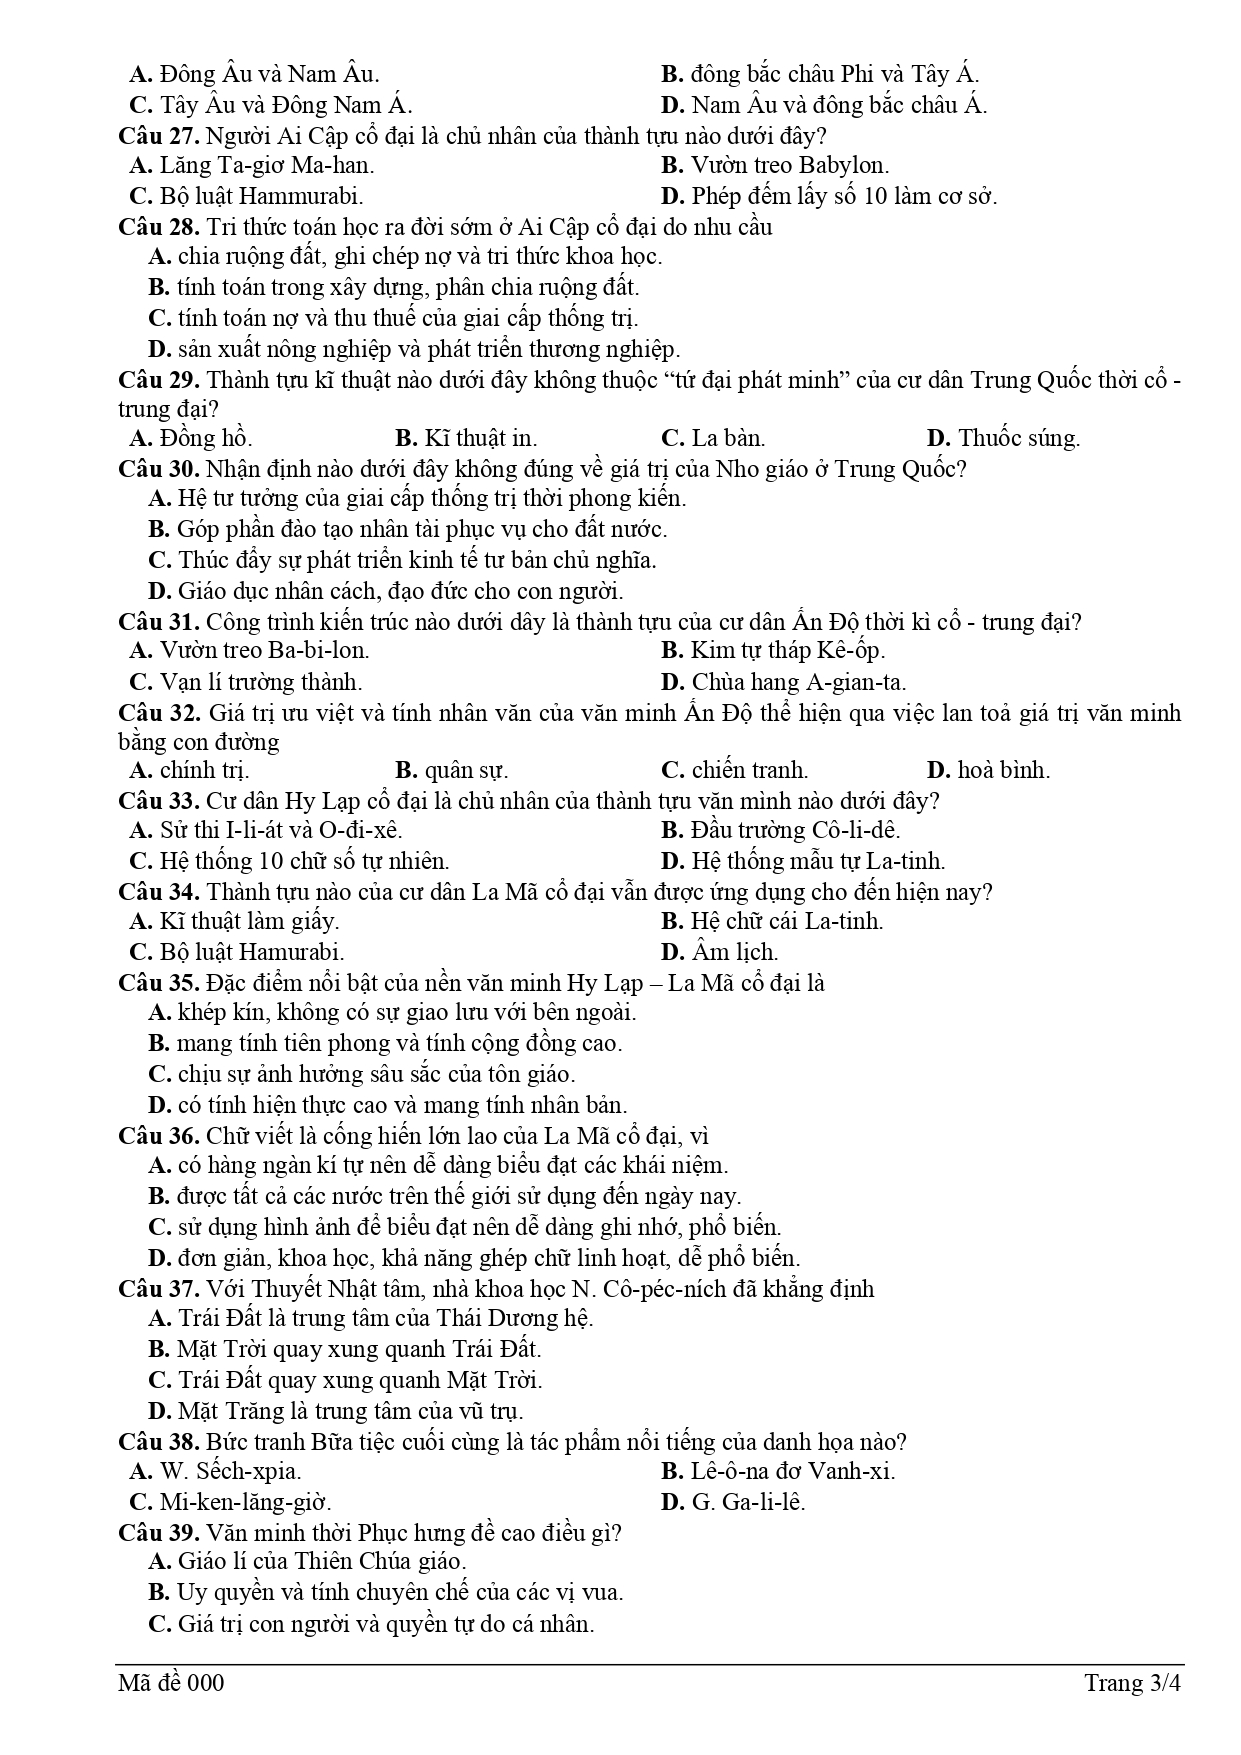 A. Đông Âu và Nam Âu. B. đông bắc châu Phi và Tây Á.
C. Tây Âu và Đông Nam Á. D. Nam Âu và đông bắc châu Á.
Câu 27. Người Ai Cập cổ đại là chủ nhân của thành tựu nào dưới đây?
A. Lăng Ta-giơ Ma-han. B. Vườn treo Babylon.
C. Bộ luật Hammurabi. D. Phép đếm lấy số 10 làm cơ sở.
Câu 28. Tri thức toán học ra đời sớm ở Ai Cập cổ đại do nhu cầu
A. chia ruộng đất, ghi chép nợ và tri thức khoa học.
B. tính toán trong xây dựng, phân chia ruộng đất.
C. tính toán nợ và thu thuế của giai cấp thống trị.
D. sản xuất nông nghiệp và phát triển thương nghiệp.
Câu 29. Thành tựu kĩ thuật nào dưới đây không thuộc “tứ đại phát minh” của cư dân Trung Quốc thời cổ -
trung đại?
A. Đồng hồ. B. Kĩ thuật in. C. La bàn. D. Thuốc súng.
Câu 30. Nhận định nào dưới đây không đúng về giá trị của Nho giáo ở Trung Quốc?
A. Hệ tư tưởng của giai cấp thống trị thời phong kiến.
B. Góp phần đào tạo nhân tài phục vụ cho đất nước.
C. Thúc đẩy sự phát triển kinh tế tư bản chủ nghĩa.
D. Giáo dục nhân cách, đạo đức cho con người.
Câu 31. Công trình kiến trúc nào dưới dây là thành tựu của cư dân Ấn Độ thời kì cổ - trung đại?
A. Vườn treo Ba-bi-lon. B. Kim tự tháp Kê-ốp.
C. Vạn lí trường thành. D. Chùa hang A-gian-ta.
Câu 32. Giá trị ưu việt và tính nhân văn của văn minh Ấn Độ thể hiện qua việc lan toả giá trị văn minh
bằng con đường
A. chính trị. B. quân sự. C. chiến tranh. D. hoà bình.
Câu 33. Cư dân Hy Lạp cổ đại là chủ nhân của thành tựu văn mình nào dưới đây?
A. Sử thi I-li-át và O-đi-xê. B. Đầu trường Cô-li-dê.
C. Hệ thống 10 chữ số tự nhiên. D. Hệ thống mẫu tự La-tinh.
Câu 34. Thành tựu nào của cư dân La Mã cổ đại vẫn được ứng dụng cho đến hiện nay?
A. Kĩ thuật làm giấy. B. Hệ chữ cái La-tinh.
C. Bộ luật Hamurabi. D. Âm lịch.
Câu 35. Đặc điểm nổi bật của nền văn minh Hy Lạp – La Mã cổ đại là
A. khép kín, không có sự giao lưu với bên ngoài.
B. mang tính tiên phong và tính cộng đồng cao.
C. chịu sự ảnh hưởng sâu sắc của tôn giáo.
D. có tính hiện thực cao và mang tính nhân bản.
Câu 36. Chữ viết là cống hiến lớn lao của La Mã cổ đại, vì
A. có hàng ngàn kí tự nên dễ dàng biểu đạt các khái niệm.
B. được tất cả các nước trên thế giới sử dụng đến ngày nay.
C. sử dụng hình ảnh để biểu đạt nên dễ dàng ghi nhớ, phổ biến.
D. đơn giản, khoa học, khả năng ghép chữ linh hoạt, dễ phổ biến.
Câu 37. Với Thuyết Nhật tâm, nhà khoa học N. Cô-péc-ních đã khẳng định
A. Trái Đất là trung tâm của Thái Dương hệ.
B. Mặt Trời quay xung quanh Trái Đất.
C. Trái Đất quay xung quanh Mặt Trời.
D. Mặt Trăng là trung tâm của vũ trụ.
Câu 38. Bức tranh Bữa tiệc cuối cùng là tác phẩm nổi tiếng của danh họa nào?
A. W. Sếch-xpia. B. Lê-ô-na đơ Vanh-xi.
C. Mi-ken-lăng-giờ. D. G. Ga-li-lê.
Câu 39. Văn minh thời Phục hưng đề cao điều gì?
A. Giáo lí của Thiên Chúa giáo.
B. Uy quyền và tính chuyên chế của các vị vua.
C. Giá trị con người và quyền tự do cá nhân.
Mã đề 000 Trang 3/4